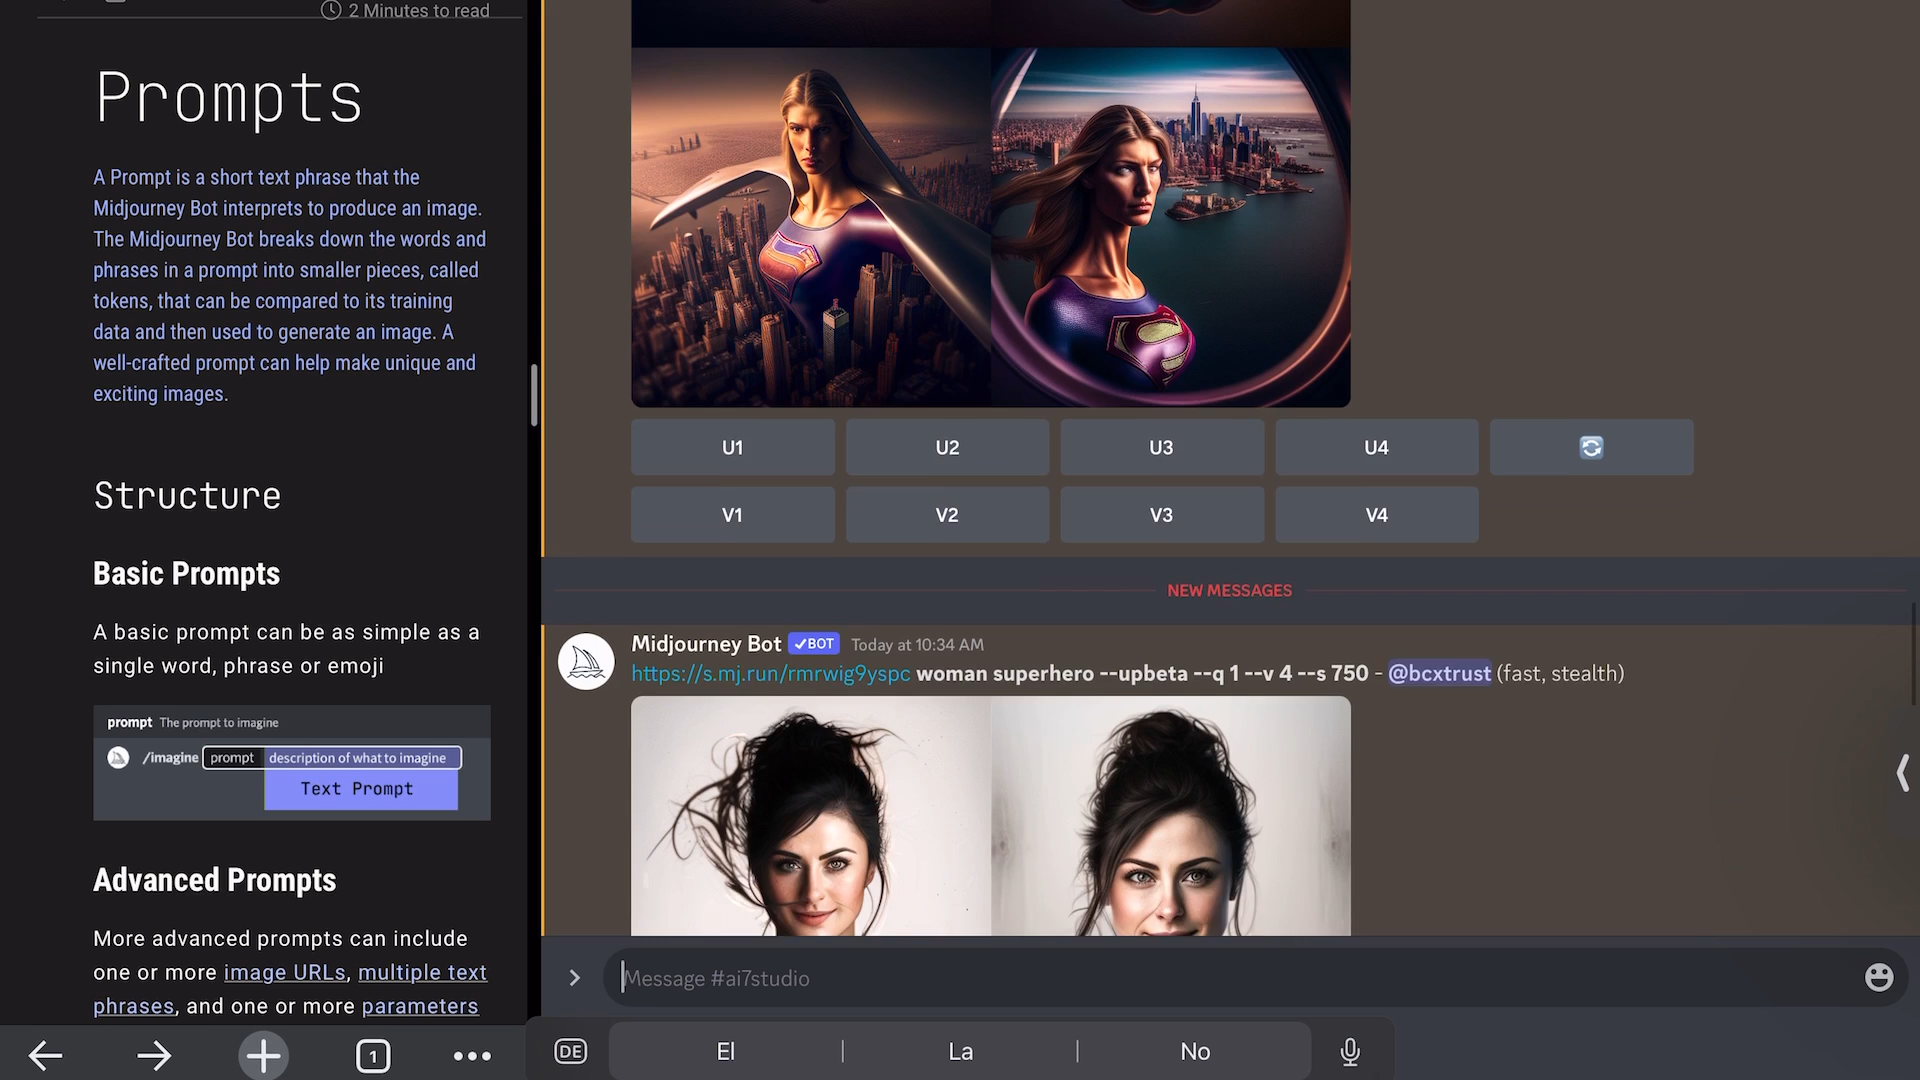 2 Minutes to read
Prompts
A Prompt is a short text phrase that the
Midjourney Bot interprets to produce an image.
The Midjourney Bot breaks down the words and
phrases in a prompt into smaller pieces, called
tokens, that can be compared to its training
data and then used to generate an image. A
well-crafted prompt can help make unique and
exciting images.
Structure
Basic Prompts
A basic prompt can be as simple as a
single word, phrase or emoji
prompt The prompt to imagine
/imagine prompt description of what to imagine
Text Prompt
Advanced Prompts
More advanced prompts can include
one or more image URLs, multiple text
phrases, and one or more parameters
1
U1 U2 U3 U4
V1 V2 V3 V4
NEW MESSAGES
Midjourney Bot ✓BOT Today at 10:34 AM
https://s.mj.run/rmrwig9yspc woman superhero --upbeta --q 1 --v 4 --s 750 - @bcxtrust (fast, stealth)
Message #ai7studio
DE El La No